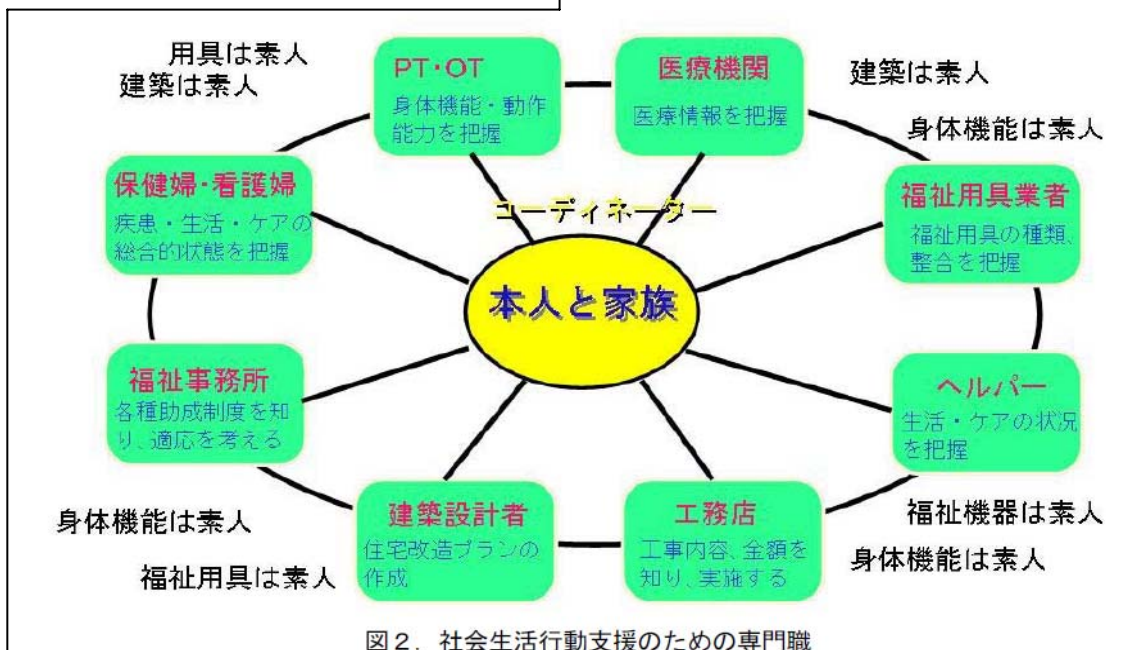 用具は素人
建築は素人
PT・OT
身体機能・動作
能力を把握
医療機関
医療情報を把握
建築は素人
身体機能は素人
保健婦・看護婦
疾患・生活・ケアの
総合的状態を把握
コーディネーター
福祉用具業者
福祉用具の種類、
整合を把握
本人と家族
福祉事務所
各種助成制度を知
り、適応を考える
ヘルパー
生活・ケアの状況
を把握
身体機能は素人
福祉用具は素人
建築設計者
住宅改造プランの
作成
工務店
工事内容、金額を
知り、実施する
福祉機器は素人
身体機能は素人
図２．社会生活行動支援のための専門職